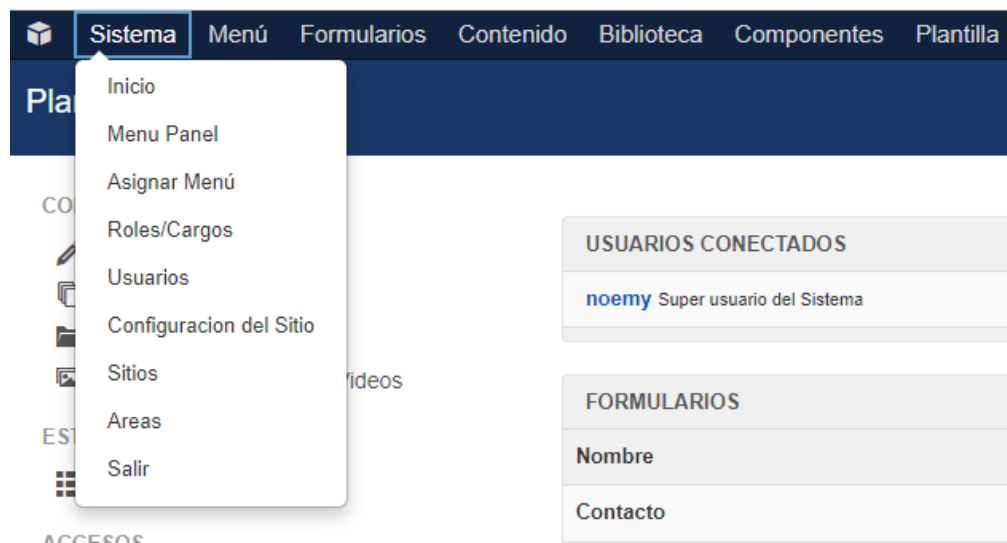 Sistema Menú Formularios Contenido Biblioteca Componentes Plantilla
Inicio
Menu Panel
Asignar Menú
Roles/Cargos
Usuarios
Configuracion del Sitio
Sitios
Areas
Salir
USUARIOS CONECTADOS
noemy Super usuario del Sistema
FORMULARIOS
Nombre
Contacto